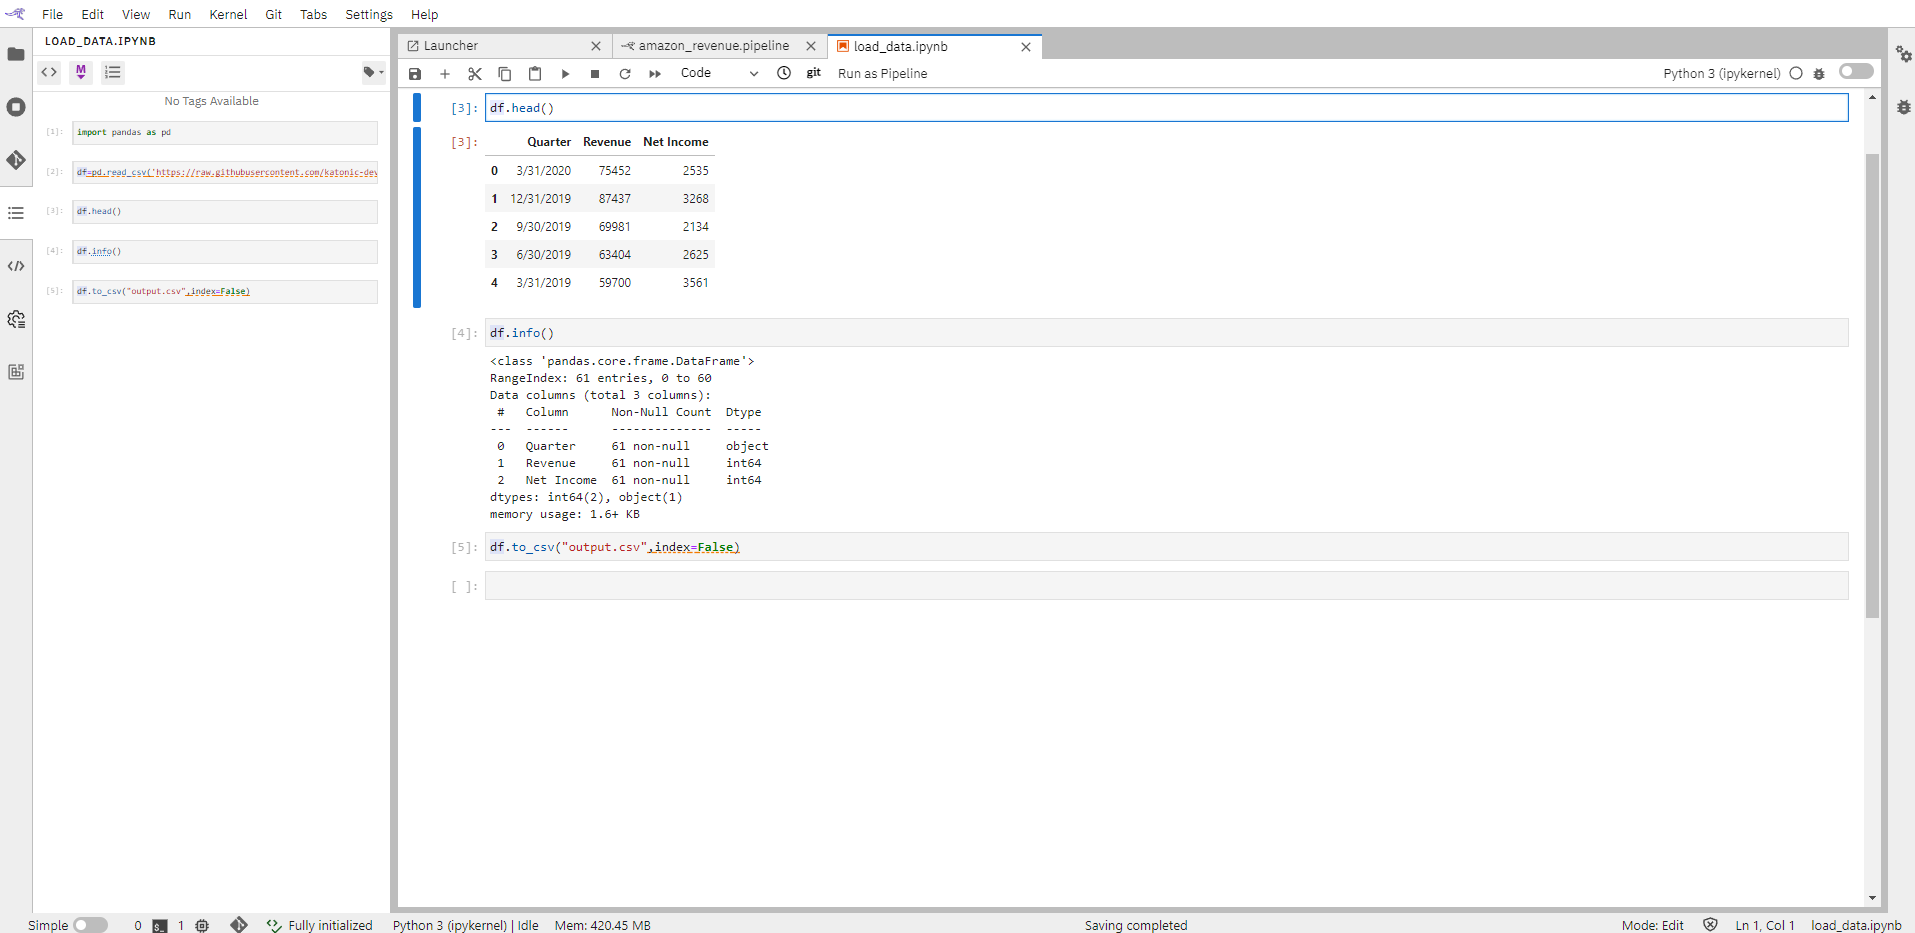 File Edit View Run Kernel Git Tabs Settings Help
LOAD_DATA.IPYNB
M
No Tags Available
[1]: import pandas as pd
[2]: df=pd.read_csv('https://raw.githubusercontent.com/katonic-dev
[3]: df.head()
[4]: df.info()
[5]: df.to_csv("output.csv",index=False)
Launcher amazon_revenue.pipeline load_data.ipynb
Code git Run as Pipeline Python 3 (ipykernel)
[3]: df.head()
[3]: Quarter Revenue Net Income
0 3/31/2020 75452 2535
1 12/31/2019 87437 3268
2 9/30/2019 69981 2134
3 6/30/2019 63404 2625
4 3/31/2019 59700 3561
[4]: df.info()
<class 'pandas.core.frame.DataFrame'>
RangeIndex: 61 entries, 0 to 60
Data columns (total 3 columns):
# Column Non-Null Count Dtype
--- ------ -------------- -----
0 Quarter 61 non-null object
1 Revenue 61 non-null int64
2 Net Income 61 non-null int64
dtypes: int64(2), object(1)
memory usage: 1.6+ KB
[5]: df.to_csv("output.csv",index=False)
[ ]:
Simple 0 1 Fully initialized Python 3 (ipykernel) | Idle Mem: 420.45 MB Saving completed Mode: Edit Ln 1, Col 1 load_data.ipynb